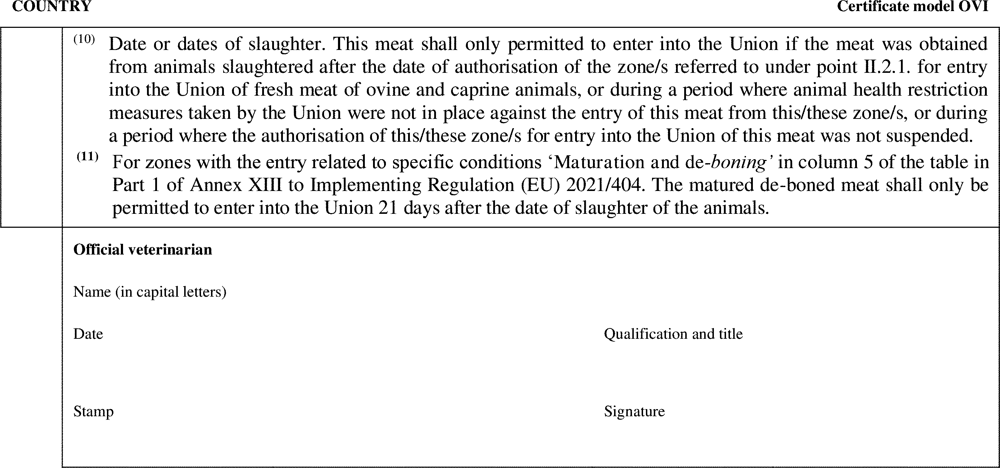 COUNTRY Certificate model OVI
(10) Date or dates of slaughter. This meat shall only permitted to enter into the Union if the meat was obtained
from animals slaughtered after the date of authorisation of the zone/s referred to under point II.2.1. for entry
into the Union of fresh meat of ovine and caprine animals, or during a period where animal health restriction
measures taken by the Union were not in place against the entry of this meat from this/these zone/s, or during
a period where the authorisation of this/these zone/s for entry into the Union of this meat was not suspended.
(11) For zones with the entry related to specific conditions ‘Maturation and de-boning’ in column 5 of the table in
Part 1 of Annex XIII to Implementing Regulation (EU) 2021/404. The matured de-boned meat shall only be
permitted to enter into the Union 21 days after the date of slaughter of the animals.
Official veterinarian
Name (in capital letters)
Date Qualification and title
Stamp Signature